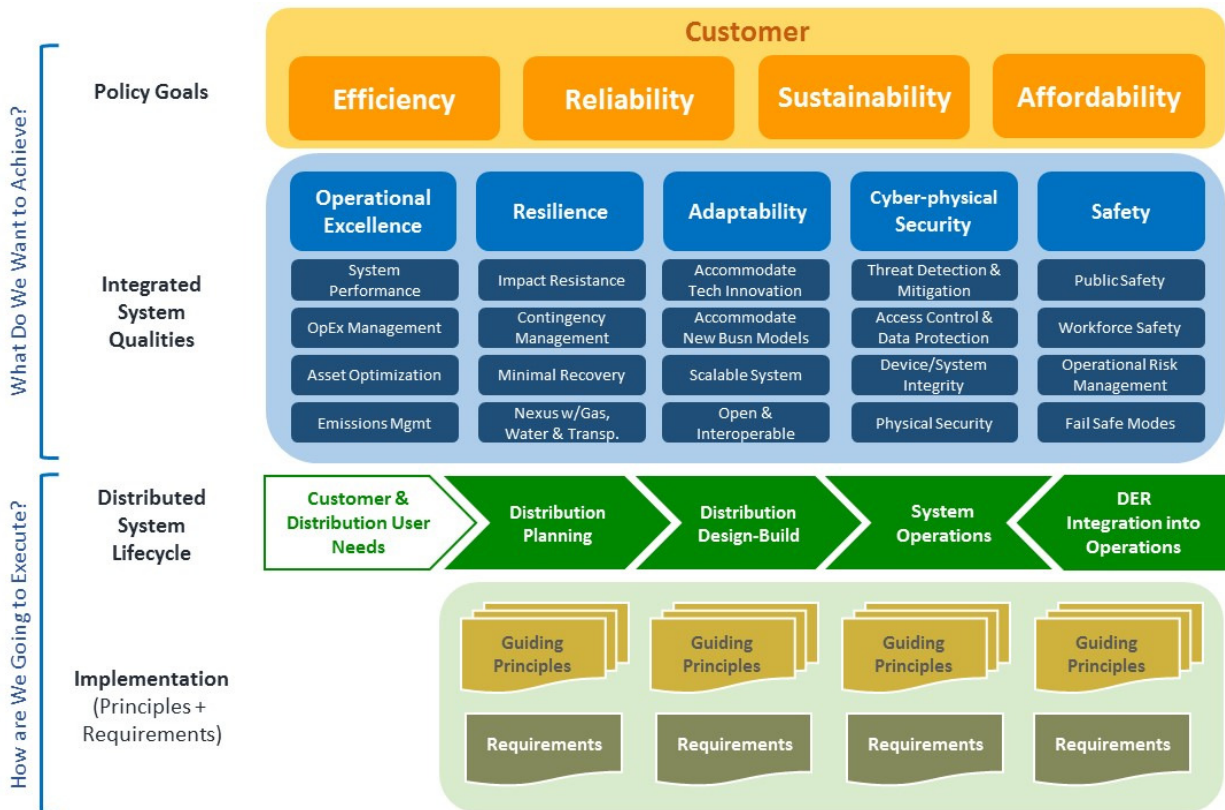 Customer
What Do We Want to Achieve?
Policy Goals
Efficiency
Reliability
Sustainability
Affordability
Integrated
System
Qualities
Operational
Excellence
Resilience
Adaptability
Cyber-physical
Security
Safety
System
Performance
Impact Resistance
Accommodate
Tech Innovation
Threat Detection &
Mitigation
Public Safety
OpEx Management
Contingency
Management
Accommodate
New Busn Models
Access Control &
Data Protection
Workforce Safety
Asset Optimization
Minimal Recovery
Scalable System
Device/System
Integrity
Operational Risk
Management
Emissions Mgmt
Nexus w/Gas,
Water & Transp.
Open &
Interoperable
Physical Security
Fail Safe Modes
How are We Going to Execute?
Distributed
System
Lifecycle
Customer &
Distribution User
Needs
Distribution
Planning
Distribution
Design-Build
System
Operations
DER
Integration into
Operations
Implementation
(Principles +
Requirements)
Guiding
Principles
Guiding
Principles
Guiding
Principles
Guiding
Principles
Requirements
Requirements
Requirements
Requirements